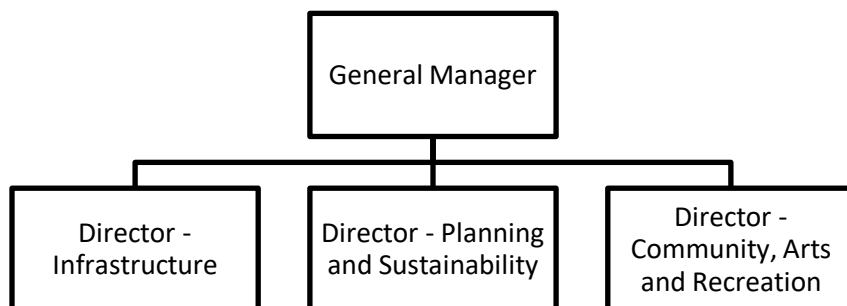 General Manager
Director -
Infrastructure
Director - Planning
and Sustainability
Director -
Community, Arts
and Recreation